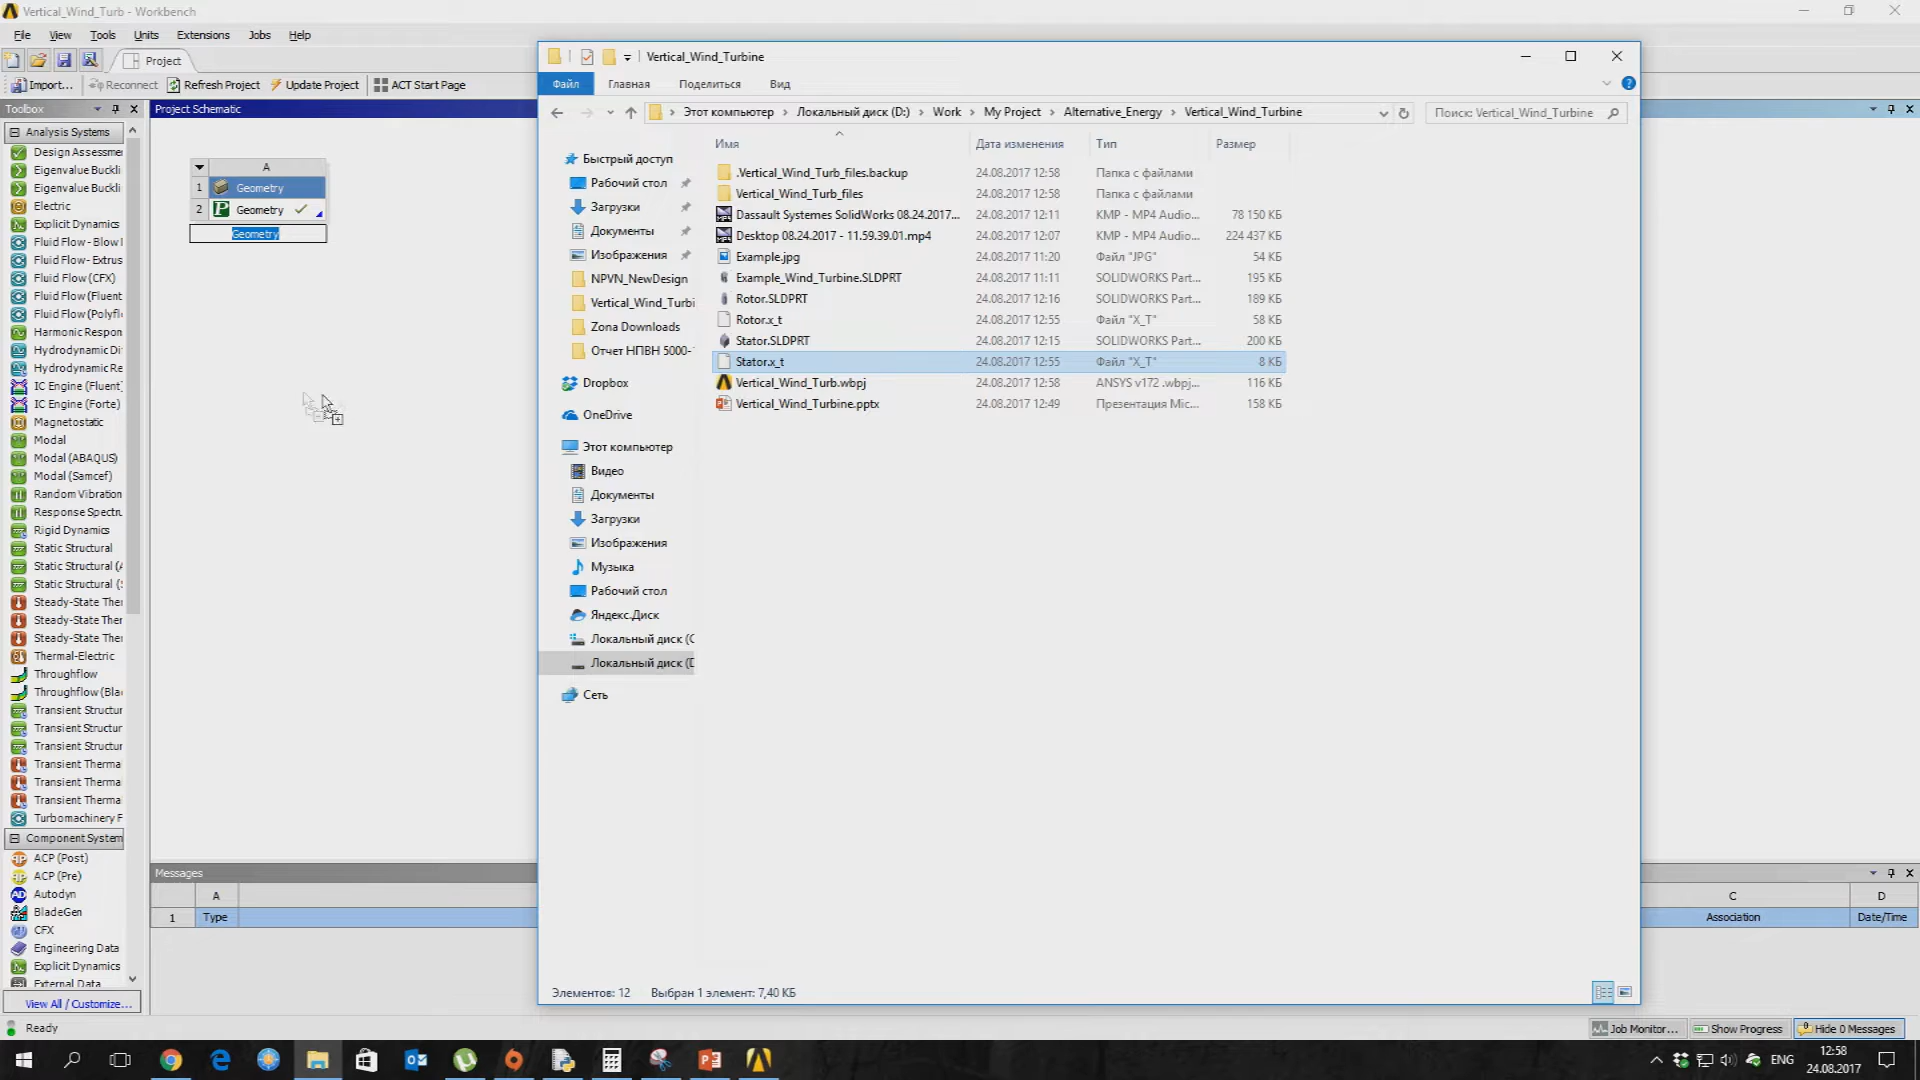 Vertical_Wind_Turb - Workbench
File View Tools Units Extensions Jobs Help
Project
Import... Reconnect Refresh Project Update Project ACT Start Page
Toolbox
Analysis Systems
Design Assessme
Eigenvalue Buckli
Eigenvalue Buckli
Electric
Explicit Dynamics
Fluid Flow - Blow
Fluid Flow- Extrus
Fluid Flow (CFX)
Fluid Flow (Fluent
Fluid Flow (Polyfl
Harmonic Respon
Hydrodynamic Di
Hydrodynamic Re
IC Engine (Fluent
IC Engine (Forte)
Magnetostatic
Modal
Modal (ABAQUS)
Modal (Samcef)
Random Vibration
Response Spectru
Rigid Dynamics
Static Structural
Static Structural (A
Static Structural (S
Steady-State Ther
Steady-State Ther
Steady-State Ther
Thermal-Electric
Throughflow
Throughflow (Bla
Transient Structur
Transient Structur
Transient Structur
Transient Therma
Transient Therma
Transient Therma
Turbomachinery F
Component System
ACP (Post)
ACP (Pre)
Autodyn
BladeGen
CFX
Engineering Data
Explicit Dynamics
External Data
View All / Customize...
Project Schematic
A
1 Geometry
2 Geometry
Geometry
Vertical_Wind_Turbine
Файл Главная Поделиться Вид
Этот компьютер > Локальный диск (D:) > Work > My Project > Alternative_Energy > Vertical_Wind_Turbine
Поиск: Vertical_Wind_Turbine
Быстрый доступ
Рабочий стол
Загрузки
Документы
Изображения
NPVN_NewDesign
Vertical_Wind_Turbi
Zona Downloads
Отчет НПВН 5000-
Dropbox
OneDrive
Этот компьютер
Видео
Документы
Загрузки
Изображения
Музыка
Рабочий стол
Яндекс.Диск
Локальный диск (C
Локальный диск (D
Сеть
Имя Дата изменения Тип Размер
.Vertical_Wind_Turb_files.backup 24.08.2017 12:58 Папка с файлами
Vertical_Wind_Turb_files 24.08.2017 12:58 Папка с файлами
Dassault Systemes SolidWorks 08.24.2017... 24.08.2017 12:11 KMP - MP4 Audio... 78 150 КБ
Desktop 08.24.2017 - 11.59.39.01.mp4 24.08.2017 12:07 KMP - MP4 Audio... 224 437 КБ
Example.jpg 24.08.2017 11:20 Файл "JPG" 54 КБ
Example_Wind_Turbine.SLDPRT 24.08.2017 11:11 SOLIDWORKS Part... 195 КБ
Rotor.SLDPRT 24.08.2017 12:16 SOLIDWORKS Part... 189 КБ
Rotor.x_t 24.08.2017 12:55 Файл "X_T" 58 КБ
Stator.SLDPRT 24.08.2017 12:15 SOLIDWORKS Part... 200 КБ
Stator.x_t 24.08.2017 12:55 Файл "X_T" 8 КБ
Vertical_Wind_Turb.wbpj 24.08.2017 12:58 ANSYS v172 .wbpj... 116 КБ
Vertical_Wind_Turbine.pptx 24.08.2017 12:49 Презентация Mic... 158 КБ
Элементов: 12 Выбран 1 элемент: 7,40 КБ
Messages
A C D
1 Type Association Date/Time
Ready
Job Monitor... Show Progress Hide 0 Messages
ENG 12:58
24.08.2017